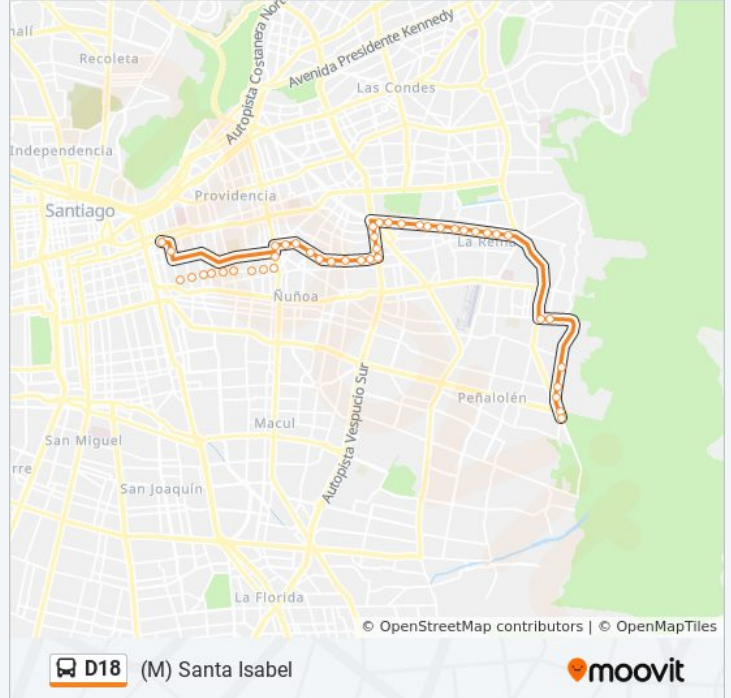 Recoleta
Autopista Costanera Nort
Avenida Presidente Kennedy
Las Condes
Independencia
Providencia
Santiago
La Reina
Ñuñoa
Autopista Vespucio Sur
Peñalolén
Macul
San Miguel
San Joaquín
La Florida
© OpenStreetMap contributors | © OpenMapTiles
D18 (M) Santa Isabel moovit